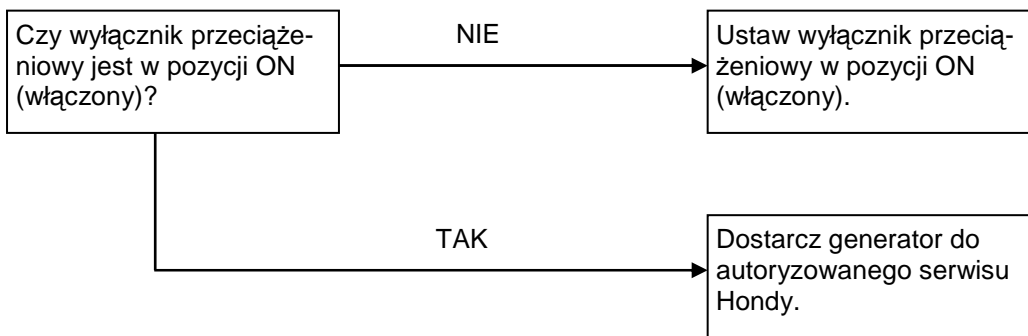 Czy wyłącznik przeciąże-
niowy jest w pozycji ON
(włączony)?
NIE
Ustaw wyłącznik przecią-
żeniowy w pozycji ON
(włączony).
TAK
Dostarcz generator do
autoryzowanego serwisu
Hondy.